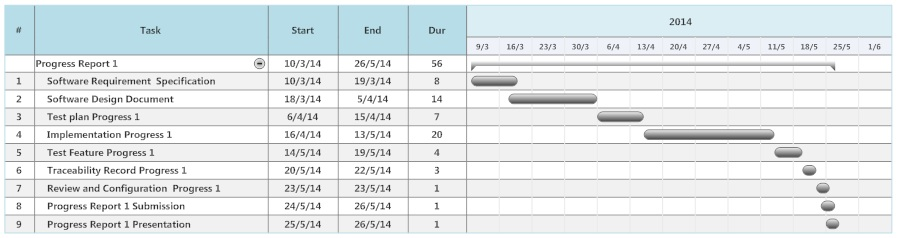 # Task Start End Dur 2014
9/3 16/3 23/3 30/3 6/4 13/4 20/4 27/4 4/5 11/5 18/5 25/5 1/6
Progress Report 1 10/3/14 26/5/14 56
1 Software Requirement Specification 10/3/14 19/3/14 8
2 Software Design Document 18/3/14 5/4/14 14
3 Test plan Progress 1 6/4/14 15/4/14 7
4 Implementation Progress 1 16/4/14 13/5/14 20
5 Test Feature Progress 1 14/5/14 19/5/14 4
6 Traceability Record Progress 1 20/5/14 22/5/14 3
7 Review and Configuration Progress 1 23/5/14 23/5/14 1
8 Progress Report 1 Submission 24/5/14 26/5/14 1
9 Progress Report 1 Presentation 25/5/14 26/5/14 1